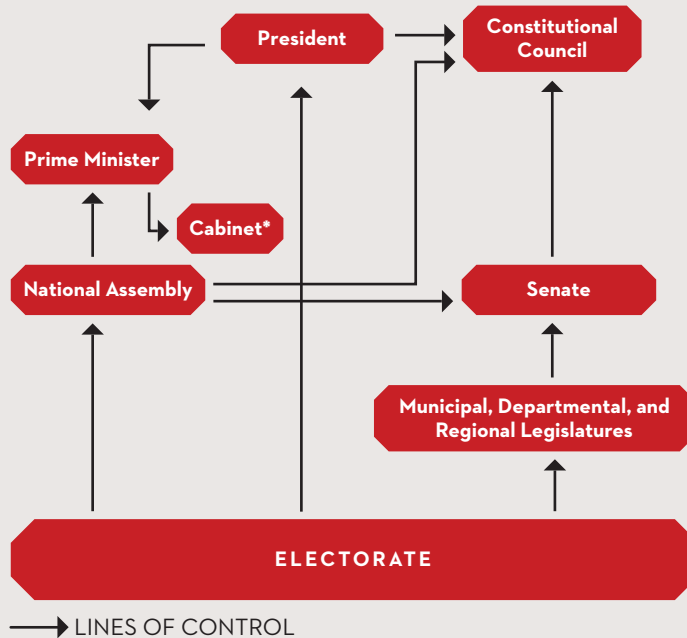 President
Constitutional
Council
Prime Minister
Cabinet*
National Assembly
Senate
Municipal, Departmental, and
Regional Legislatures
ELECTORATE
LINES OF CONTROL